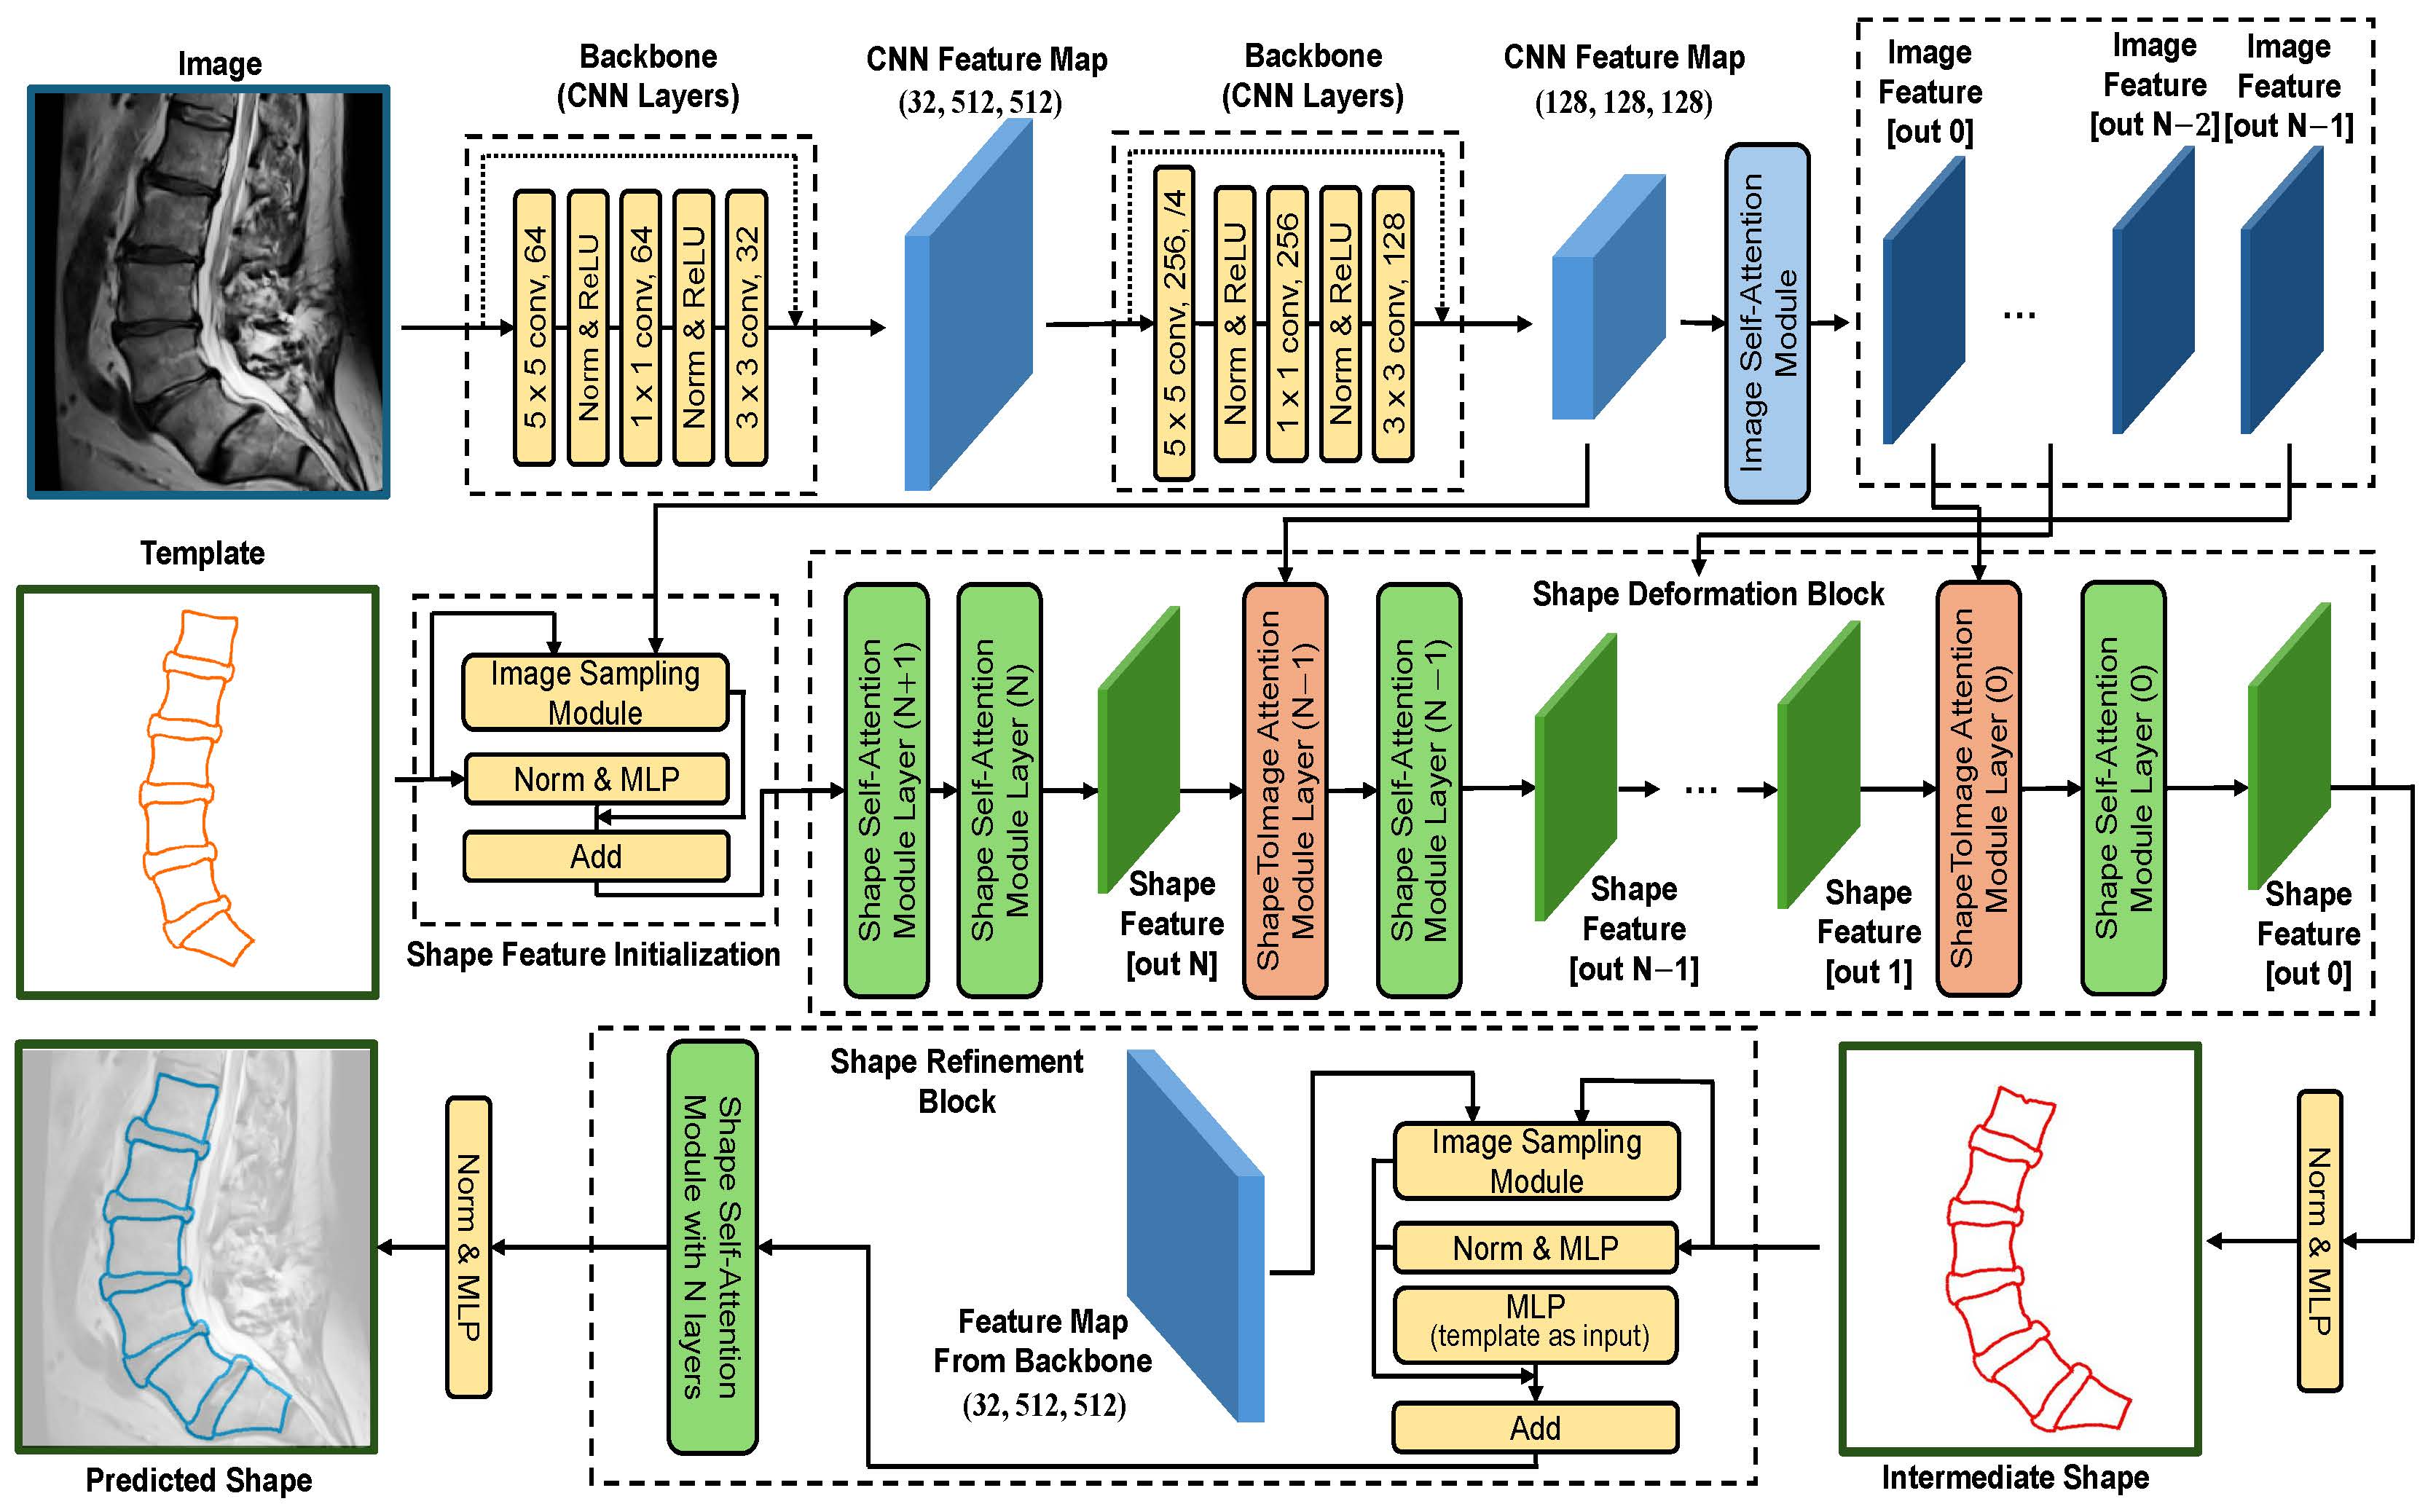 Image
Backbone
(CNN Layers)
5 x 5 conv, 64
Norm & ReLU
1 x 1 conv, 64
Norm & ReLU
3 x 3 conv, 32
CNN Feature Map
(32, 512, 512)
Backbone
(CNN Layers)
5 x 5 conv, 256, /4
Norm & ReLU
1 x 1 conv, 256
Norm & ReLU
3 x 3 conv, 128
CNN Feature Map
(128, 128, 128)
Image Self-Attention
Module
Image
Feature
[out 0]
...
Image
Feature
[out N−2]
Image
Feature
[out N−1]
Template
Image Sampling
Module
Norm & MLP
Add
Shape Feature Initialization
Shape Deformation Block
Shape Self-Attention
Module Layer (N+1)
Shape Self-Attention
Module Layer (N)
Shape
Feature
[out N]
ShapeToImage Attention
Module Layer (N−1)
Shape Self-Attention
Module Layer (N −1)
Shape
Feature
[out N−1]
...
Shape
Feature
[out 1]
ShapeToImage Attention
Module Layer (0)
Shape Self-Attention
Module Layer (0)
Shape
Feature
[out 0]
Norm & MLP
Intermediate Shape
Shape Refinement
Block
Image Sampling
Module
Norm & MLP
MLP
(template as input)
Add
Feature Map
From Backbone
(32, 512, 512)
Shape Self-Attention
Module with N layers
Norm & MLP
Predicted Shape